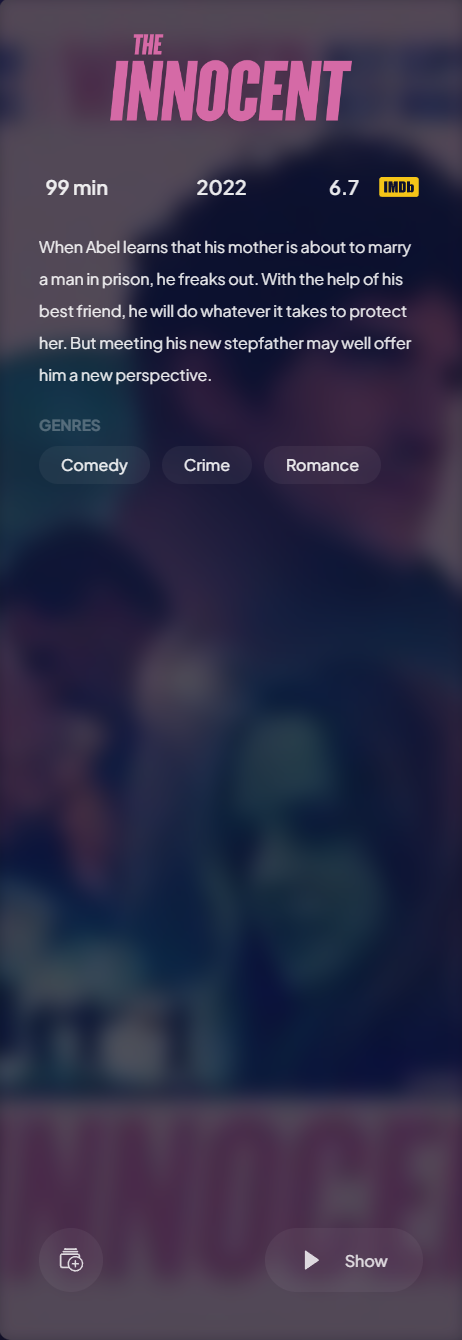 THE
INNOCENT
99 min 2022 6.7 IMDb
When Abel learns that his mother is about to marry
a man in prison, he freaks out. With the help of his
best friend, he will do whatever it takes to protect
her. But meeting his new stepfather may well offer
him a new perspective.
GENRES
Comedy Crime Romance
INNOCE
Show